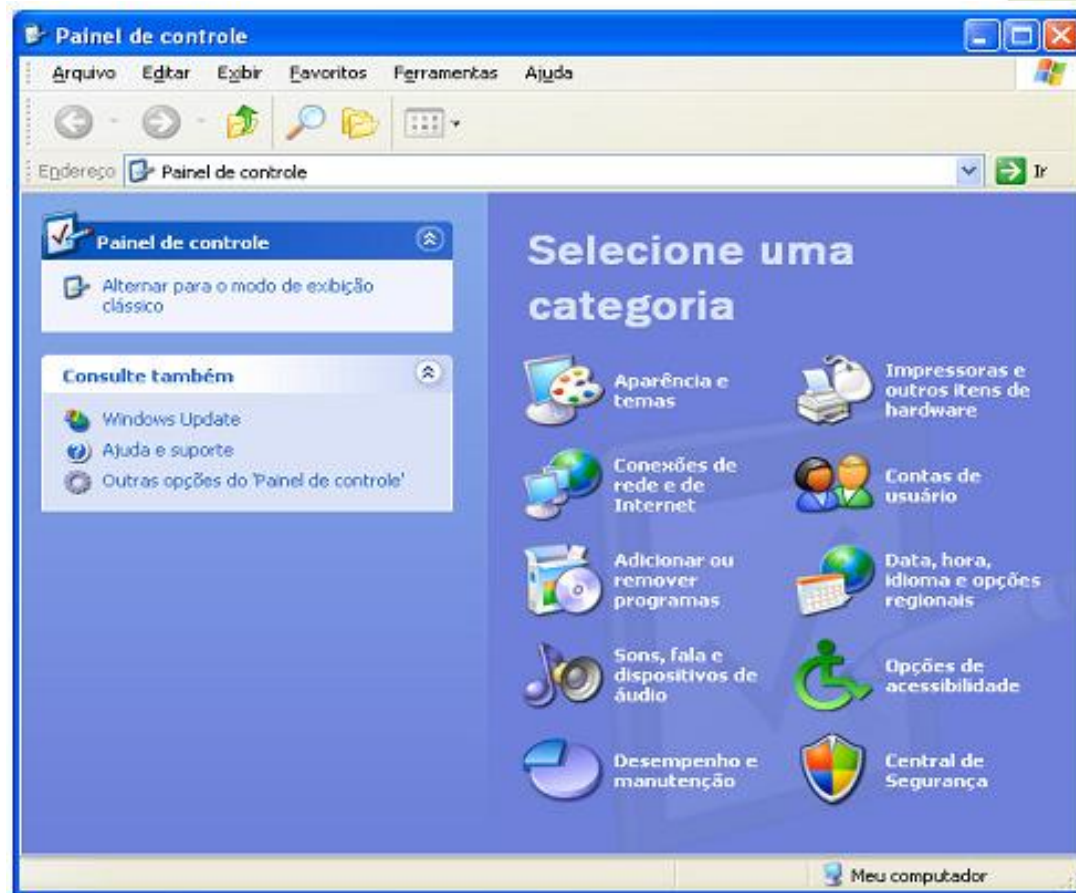 Painel de controle
Arquivo Editar Exibir Favoritos Ferramentas Ajuda
Endereço Painel de controle Ir
Painel de controle
Alternar para o modo de exibição
clássico
Consulte também
Windows Update
Ajuda e suporte
Outras opções do 'Painel de controle'
Selecione uma
categoria
Aparência e
temas
Impressoras e
outros itens de
hardware
Conexões de
rede e de
Internet
Contas de
usuário
Adicionar ou
remover
programas
Data, hora,
idioma e opções
regionais
Sons, fala e
dispositivos de
áudio
Opções de
acessibilidade
Desempenho e
manutenção
Central de
Segurança
Meu computador